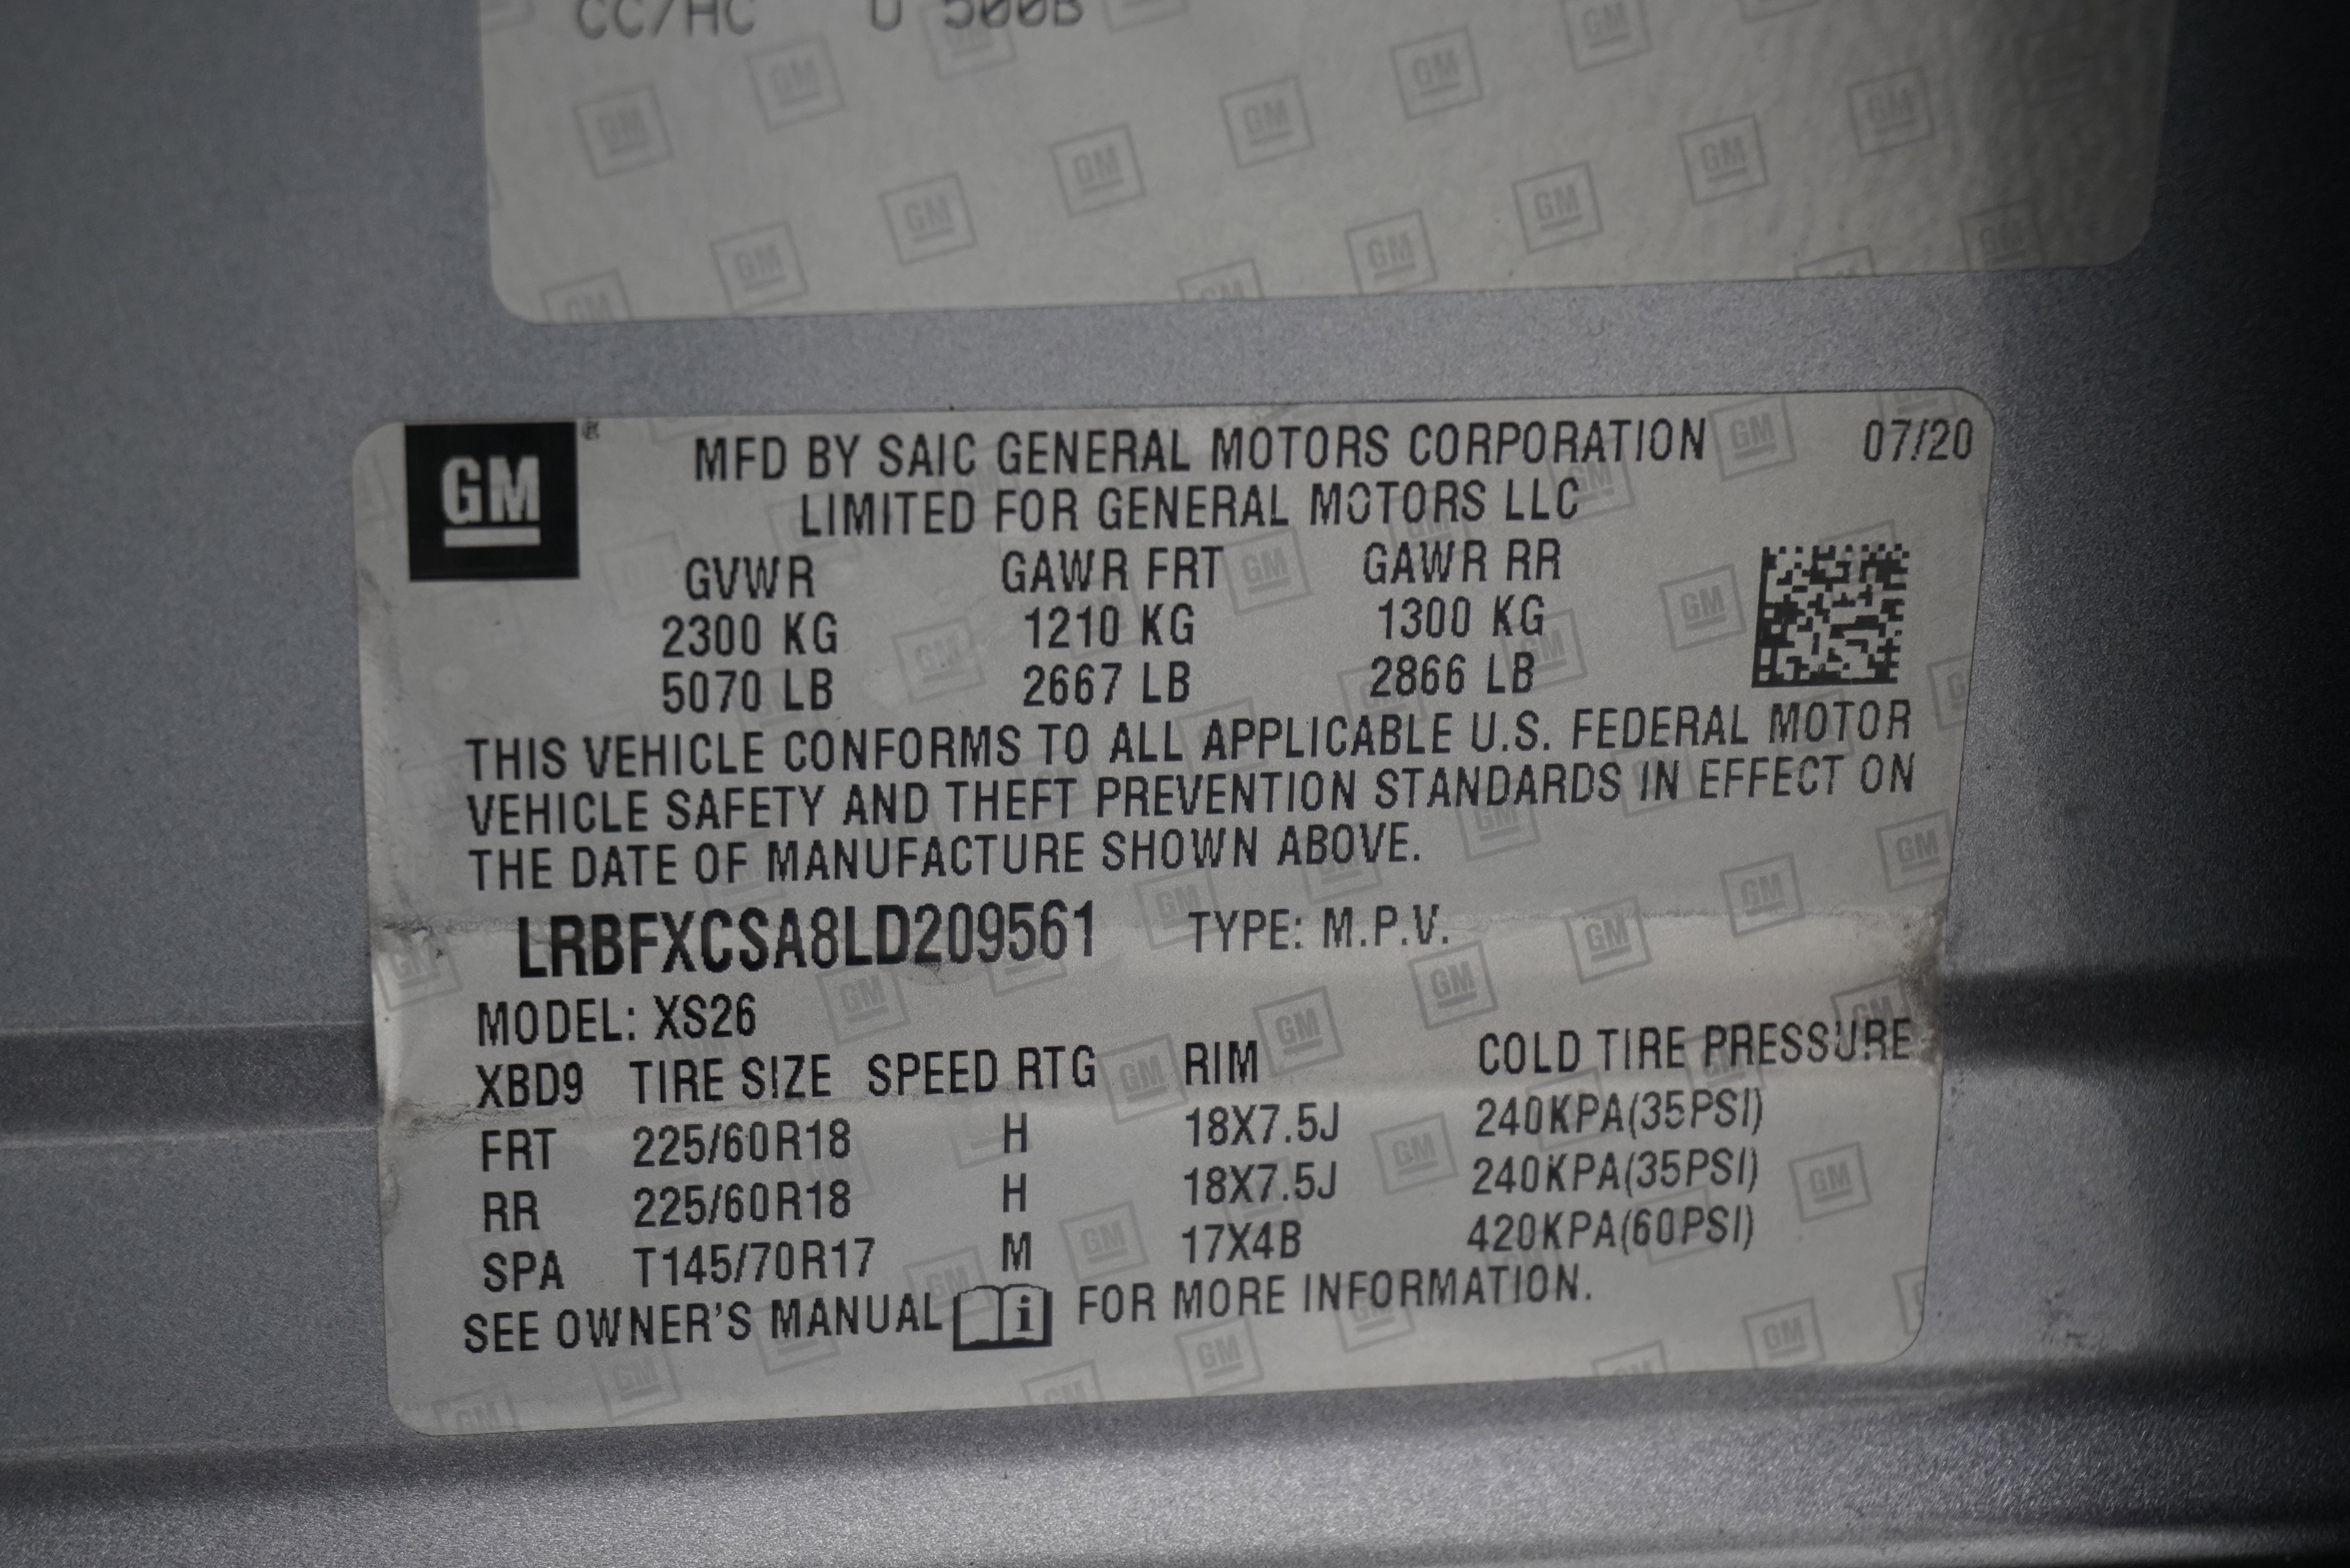 CC/HC U 500B
GM
MFD BY SAIC GENERAL MOTORS CORPORATION 07/20
LIMITED FOR GENERAL MOTORS LLC
GVWR GAWR FRT GAWR RR
2300 KG 1210 KG 1300 KG
5070 LB 2667 LB 2866 LB
THIS VEHICLE CONFORMS TO ALL APPLICABLE U.S. FEDERAL MOTOR
VEHICLE SAFETY AND THEFT PREVENTION STANDARDS IN EFFECT ON
THE DATE OF MANUFACTURE SHOWN ABOVE.
LRBFXCSA8LD209561 TYPE: M.P.V.
MODEL: XS26
XBD9 TIRE SIZE SPEED RTG RIM COLD TIRE PRESSURE
FRT 225/60R18 H 18X7.5J 240KPA(35PSI)
RR 225/60R18 H 18X7.5J 240KPA(35PSI)
SPA T145/70R17 M 17X4B 420KPA(60PSI)
SEE OWNER'S MANUAL i FOR MORE INFORMATION.